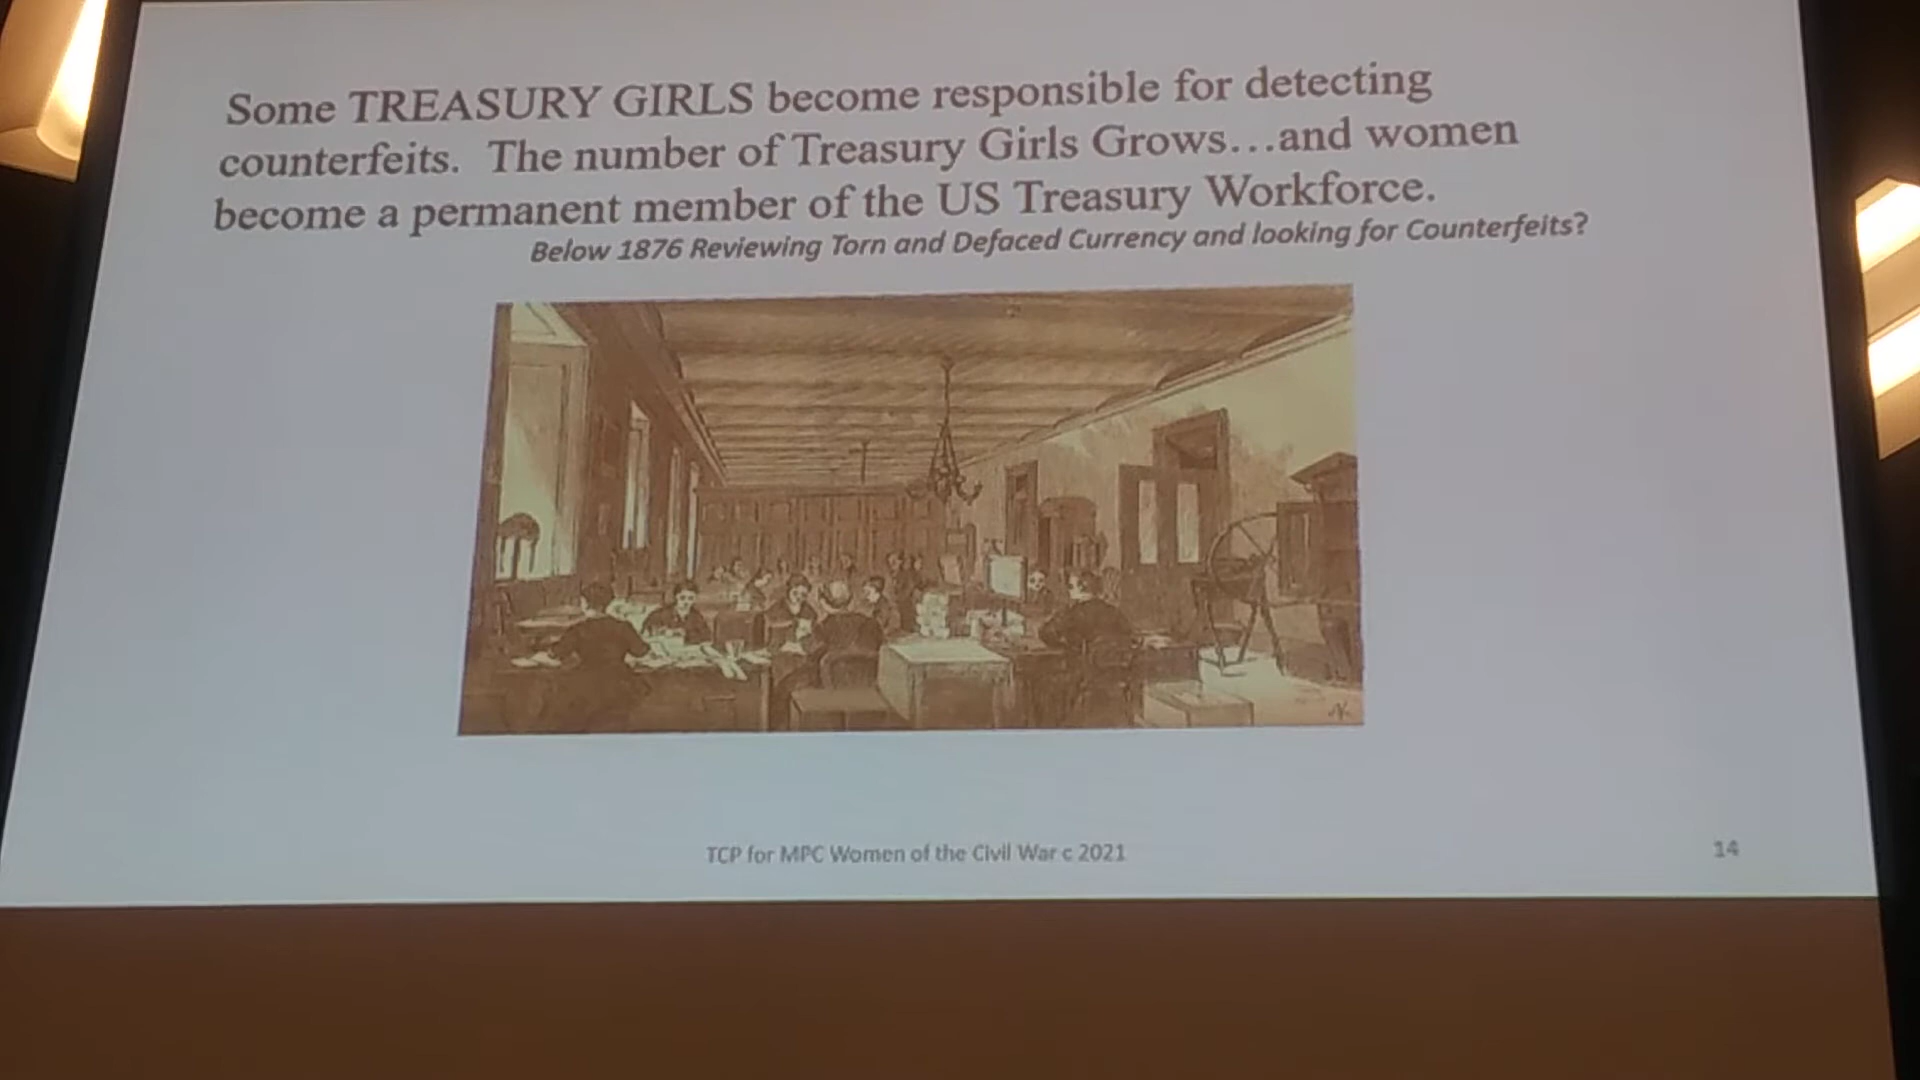 Some TREASURY GIRLS become responsible for detecting
counterfeits. The number of Treasury Girls Grows...and women
become a permanent member of the US Treasury Workforce.
Below 1876 Reviewing Torn and Defaced Currency and looking for Counterfeits?
TCP for MPC Women of the Civil War c 2021
14